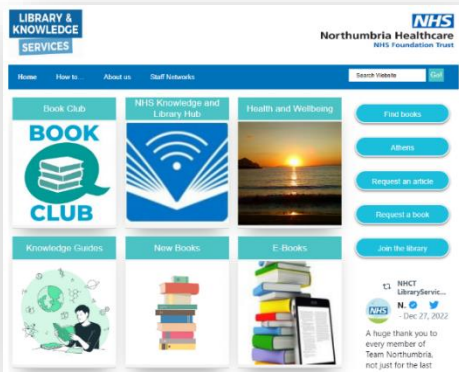 LIBRARY &
KNOWLEDGE
SERVICES
NHS
Northumbria Healthcare
NHS Foundation Trust
Home How to... About us Staff Networks
Search Website Go!
Book Club
BOOK
CLUB
NHS Knowledge and
Library Hub
Health and Wellbeing
Knowledge Guides
New Books
E-Books
Find books
Athens
Request an article
Request a book
Join the library
NHCT
LibraryServic...
NHS
N.
- Dec 27, 2022
A huge thank you to
every member of
Team Northumbria,
not just for the last